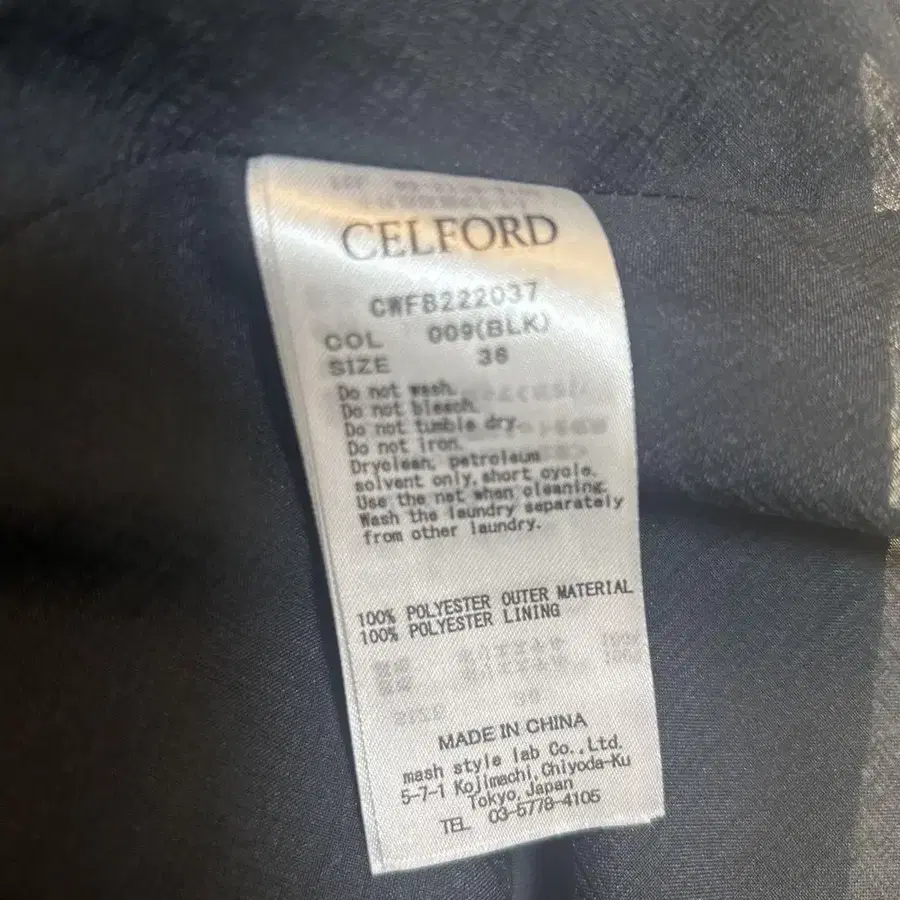 CELFORD
CWFB222037
COL 009(BLK)
SIZE 36
Do not wash.
Do not bleach.
Do not tumble dry.
Do not iron.
Dryclean, petroleum
solvent only, short cycle.
Use the net when cleaning.
Wash the laundry separately
from other laundry.
100% POLYESTER OUTER MATERIAL
100% POLYESTER LINING
MADE IN CHINA
mash style lab Co.,Ltd.
5-7-1 Kojimachi, Chiyoda-Ku
Tokyo, Japan
TEL 03-5778-4105